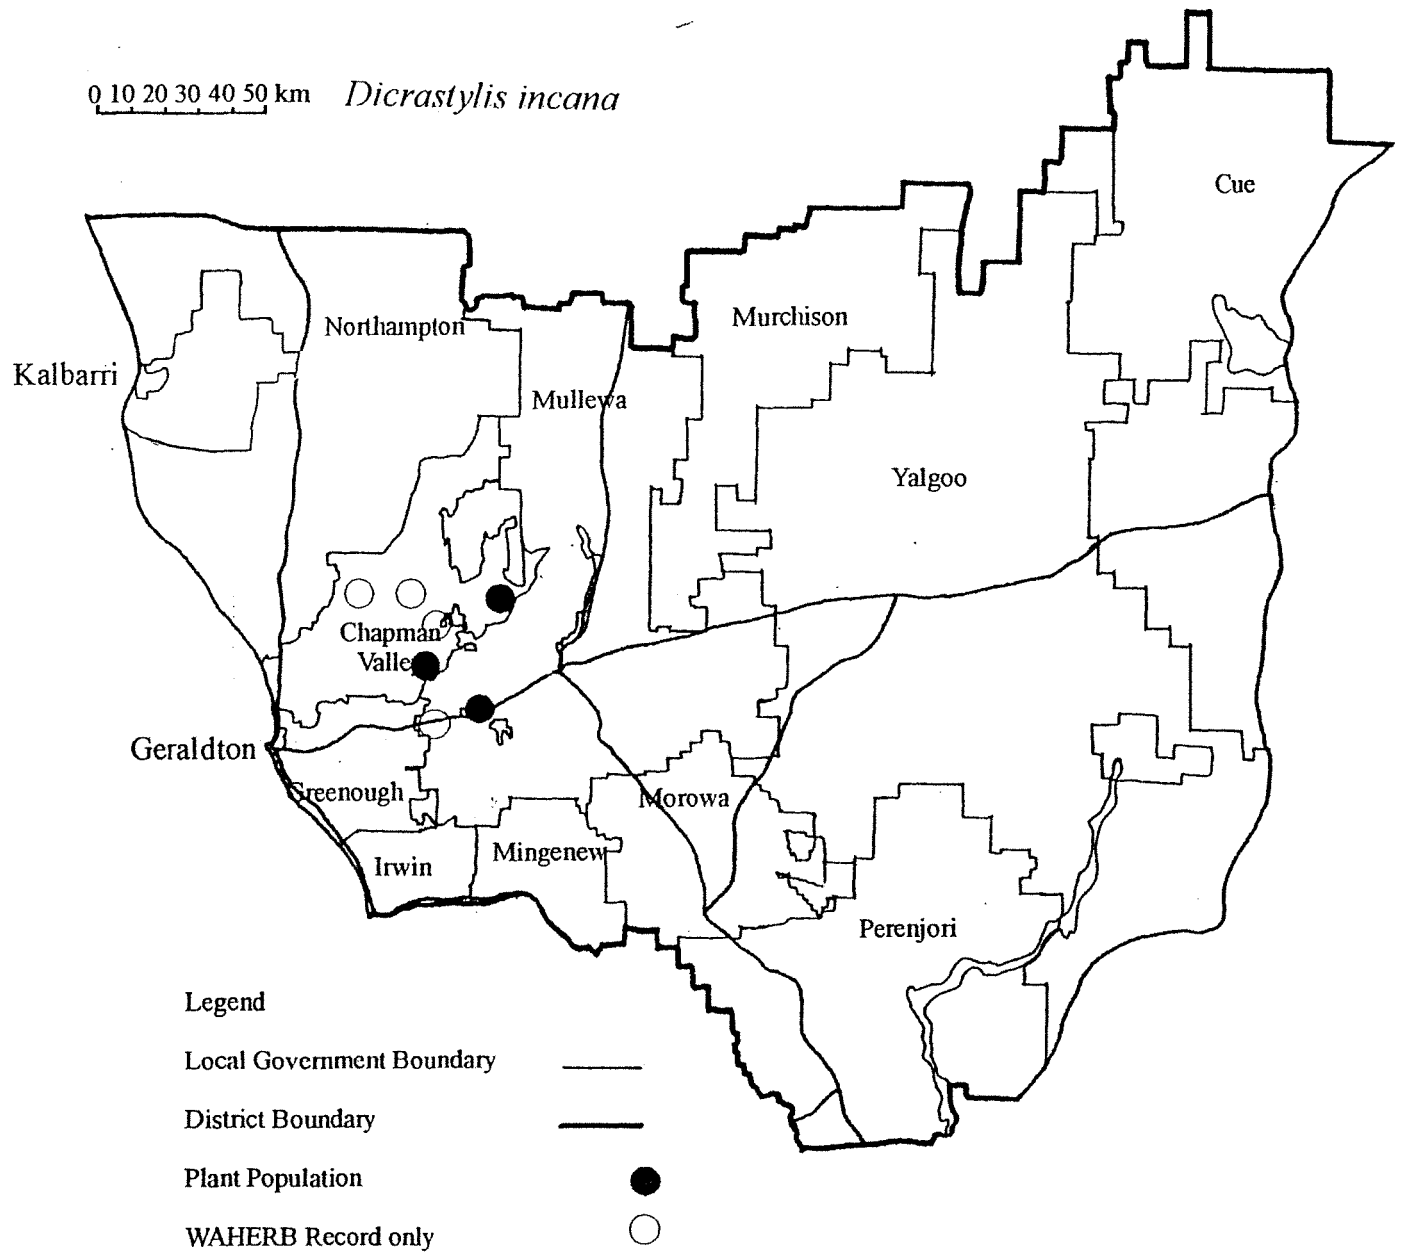 0 10 20 30 40 50 km
Dicrastylis incana
Cue
Northampton
Murchison
Kalbarri
Mullewa
Yalgoo
Chapman
Valle
Geraldton
Greenough
Morowa
Irwin
Mingenew
Perenjori
Legend
Local Government Boundary
District Boundary
Plant Population
WAHERB Record only